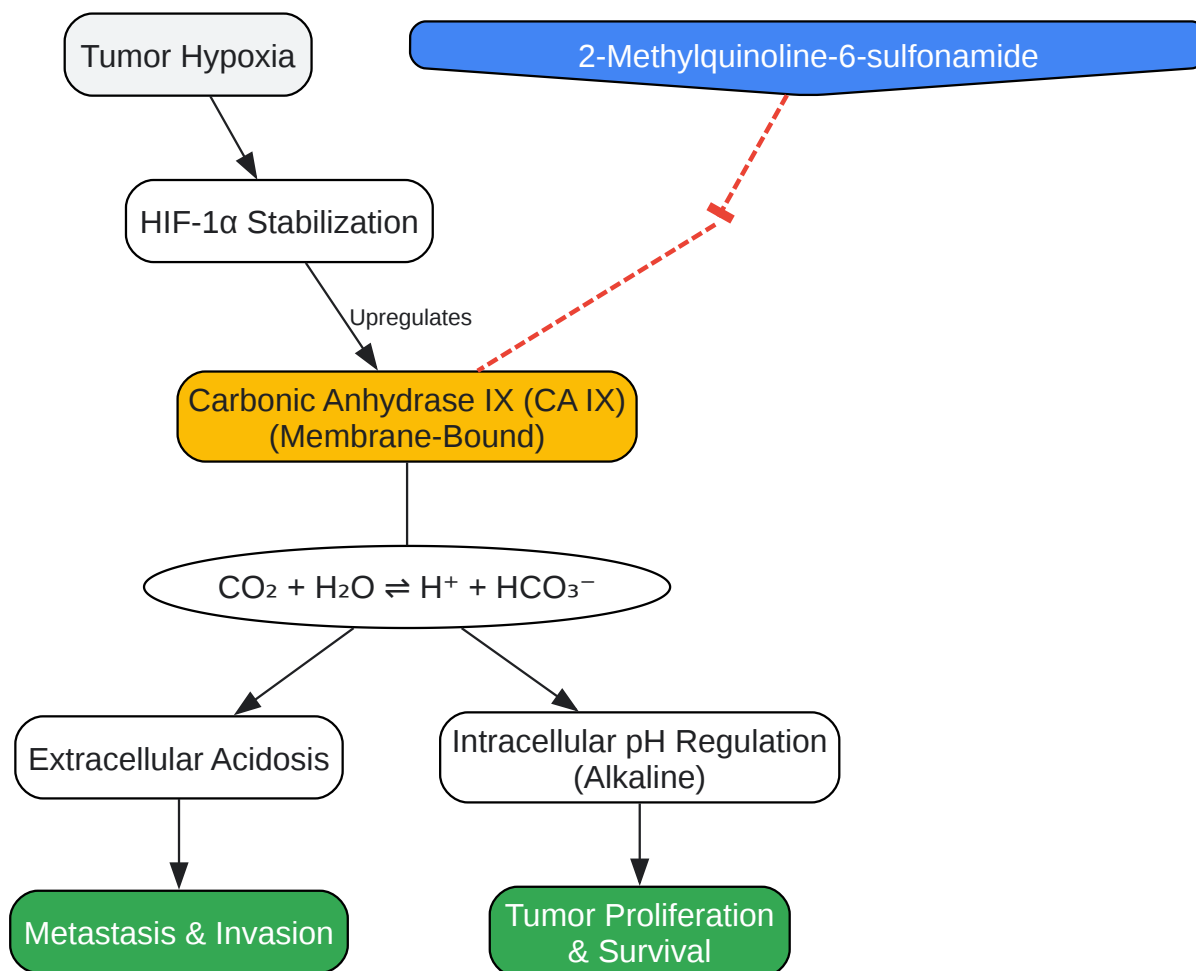 Tumor Hypoxia
2-Methylquinoline-6-sulfonamide
HIF-1α Stabilization
Upregulates
Carbonic Anhydrase IX (CA IX)
(Membrane-Bound)
CO₂ + H₂O ⇌ H⁺ + HCO₃⁻
Extracellular Acidosis
Intracellular pH Regulation
(Alkaline)
Metastasis & Invasion
Tumor Proliferation
& Survival